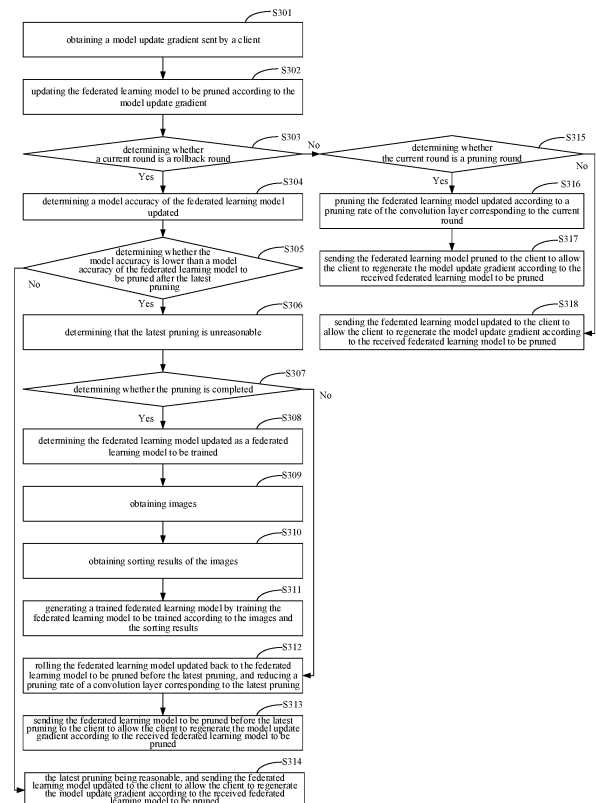 S301
obtaining a model update gradient sent by a client
S302
updating the federated learning model to be pruned according to the
model update gradient
S303
determining whether
a current round is a rollback round
No
Yes
S304
determining a model accuracy of the federated learning model
updated
S305
determining whether the
model accuracy is lower than a model
accuracy of the federated learning model to
be pruned after the latest
pruning
No
Yes
S306
determining that the latest pruning is unreasonable
S307
determining whether the pruning is completed
No
Yes
S308
determining the federated learning model updated as a federated
learning model to be trained
S309
obtaining images
S310
obtaining sorting results of the images
S311
generating a trained federated learning model by training the
federated learning model to be trained according to the images and
the sorting results
S312
rolling the federated learning model updated back to the federated
learning model to be pruned before the latest pruning, and reducing a
pruning rate of a convolution layer corresponding to the latest pruning
S313
sending the federated learning model to be pruned before the latest
pruning to the client to allow the client to regenerate the model update
gradient according to the received federated learning model to be
pruned
S314
the latest pruning being reasonable, and sending the federated
learning model updated to the client to allow the client to regenerate
the model update gradient according to the received federated
learning model to be pruned
S315
determining whether
the current round is a pruning round
No
Yes
S316
pruning the federated learning model updated according to a
pruning rate of the convolution layer corresponding to the current
round
S317
sending the federated learning model pruned to the client to allow
the client to regenerate the model update gradient according to the
received federated learning model to be pruned
S318
sending the federated learning model updated to the client to
allow the client to regenerate the model update gradient according
to the received federated learning model to be pruned